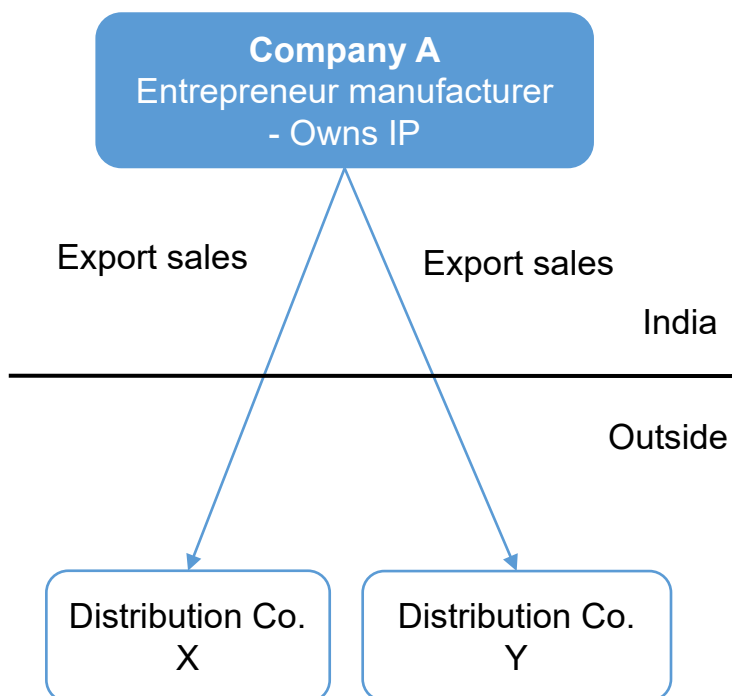 Company A
Entrepreneur manufacturer
- Owns IP
Export sales
Export sales
India
Outside
Distribution Co.
X
Distribution Co.
Y